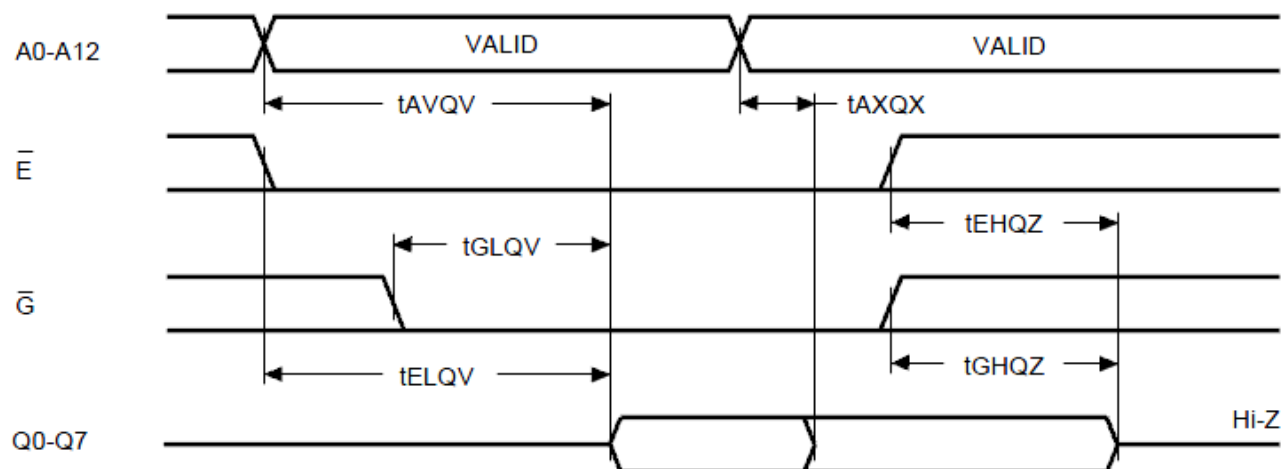 A0-A12
VALID
VALID
tAVQV
tAXQX
E̅
tEHQZ
tGLQV
G̅
tGHQZ
tELQV
Hi-Z
Q0-Q7